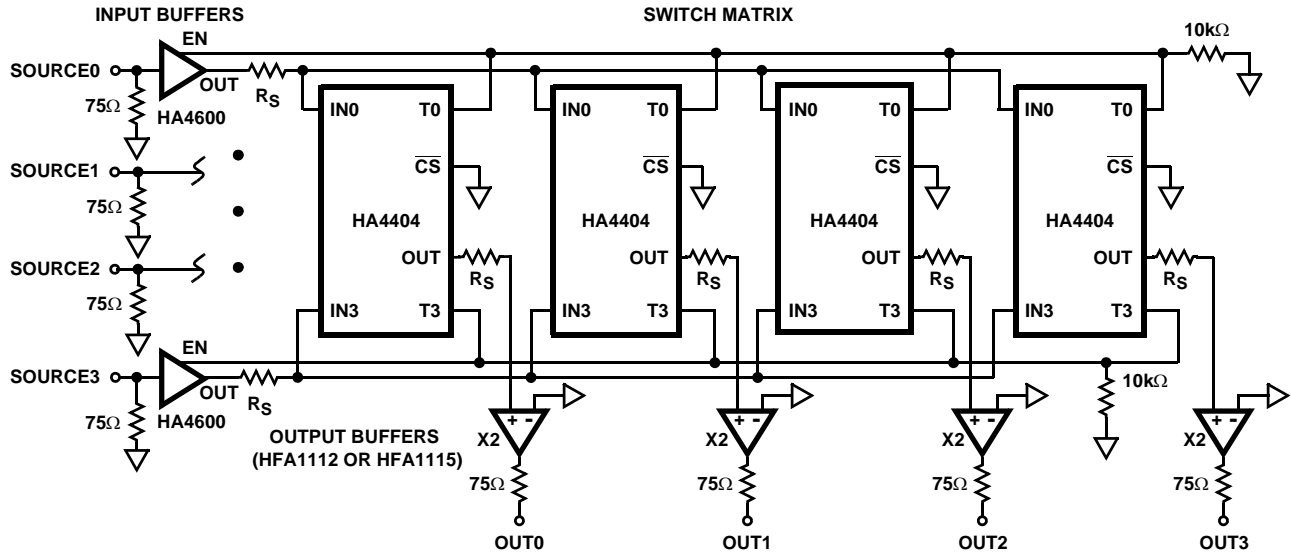 INPUT BUFFERS
SWITCH MATRIX
EN
10kΩ
SOURCE0
OUT
RS
75Ω
HA4600
IN0
T0
IN0
T0
IN0
T0
IN0
T0
SOURCE1
CS
CS
CS
CS
75Ω
HA4404
HA4404
HA4404
HA4404
SOURCE2
OUT
RS
OUT
RS
OUT
RS
OUT
RS
75Ω
IN3
T3
IN3
T3
IN3
T3
IN3
T3
EN
SOURCE3
OUT
RS
10kΩ
75Ω
HA4600
OUTPUT BUFFERS
(HFA1112 OR HFA1115)
X2
+ -
X2
+ -
X2
+ -
X2
+ -
75Ω
75Ω
75Ω
75Ω
OUT0
OUT1
OUT2
OUT3